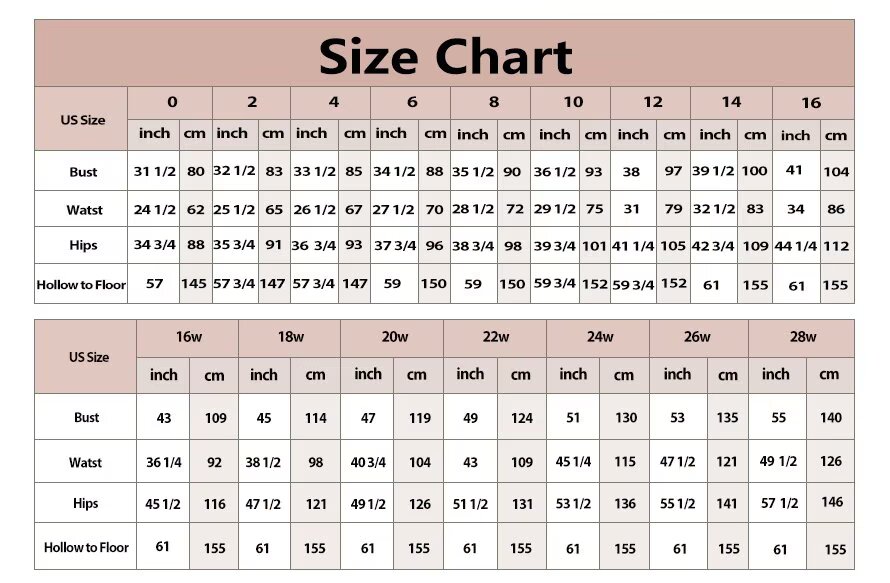 Size Chart
US Size 0 2 4 6 8 10 12 14 16
inch cm inch cm inch cm inch cm inch cm inch cm inch cm inch cm inch cm
Bust 31 1/2 80 32 1/2 83 33 1/2 85 34 1/2 88 35 1/2 90 36 1/2 93 38 97 39 1/2 100 41 104
Watst 24 1/2 62 25 1/2 65 26 1/2 67 27 1/2 70 28 1/2 72 29 1/2 75 31 79 32 1/2 83 34 86
Hips 34 3/4 88 35 3/4 91 36 3/4 93 37 3/4 96 38 3/4 98 39 3/4 101 41 1/4 105 42 3/4 109 44 1/4 112
Hollow to Floor 57 145 57 3/4 147 57 3/4 147 59 150 59 150 59 3/4 152 59 3/4 152 61 155 61 155
US Size 16w 18w 20w 22w 24w 26w 28w
inch cm inch cm inch cm inch cm inch cm inch cm inch cm
Bust 43 109 45 114 47 119 49 124 51 130 53 135 55 140
Watst 36 1/4 92 38 1/2 98 40 3/4 104 43 109 45 1/4 115 47 1/2 121 49 1/2 126
Hips 45 1/2 116 47 1/2 121 49 1/2 126 51 1/2 131 53 1/2 136 55 1/2 141 57 1/2 146
Hollow to Floor 61 155 61 155 61 155 61 155 61 155 61 155 61 155